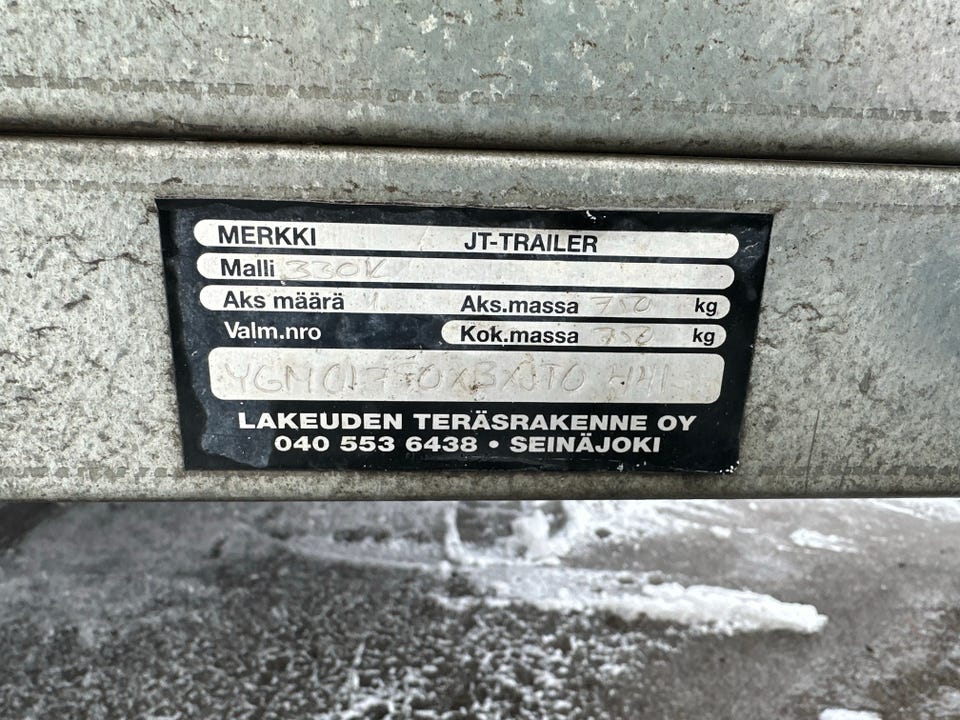 MERKKI JT-TRAILER
Malli 330K
Aks määrä 1 Aks.massa 750 kg
Valm.nro Kok.massa 750 kg
LAKEUDEN TERÄSRAKENNE OY
040 553 6438 • SEINÄJOKI